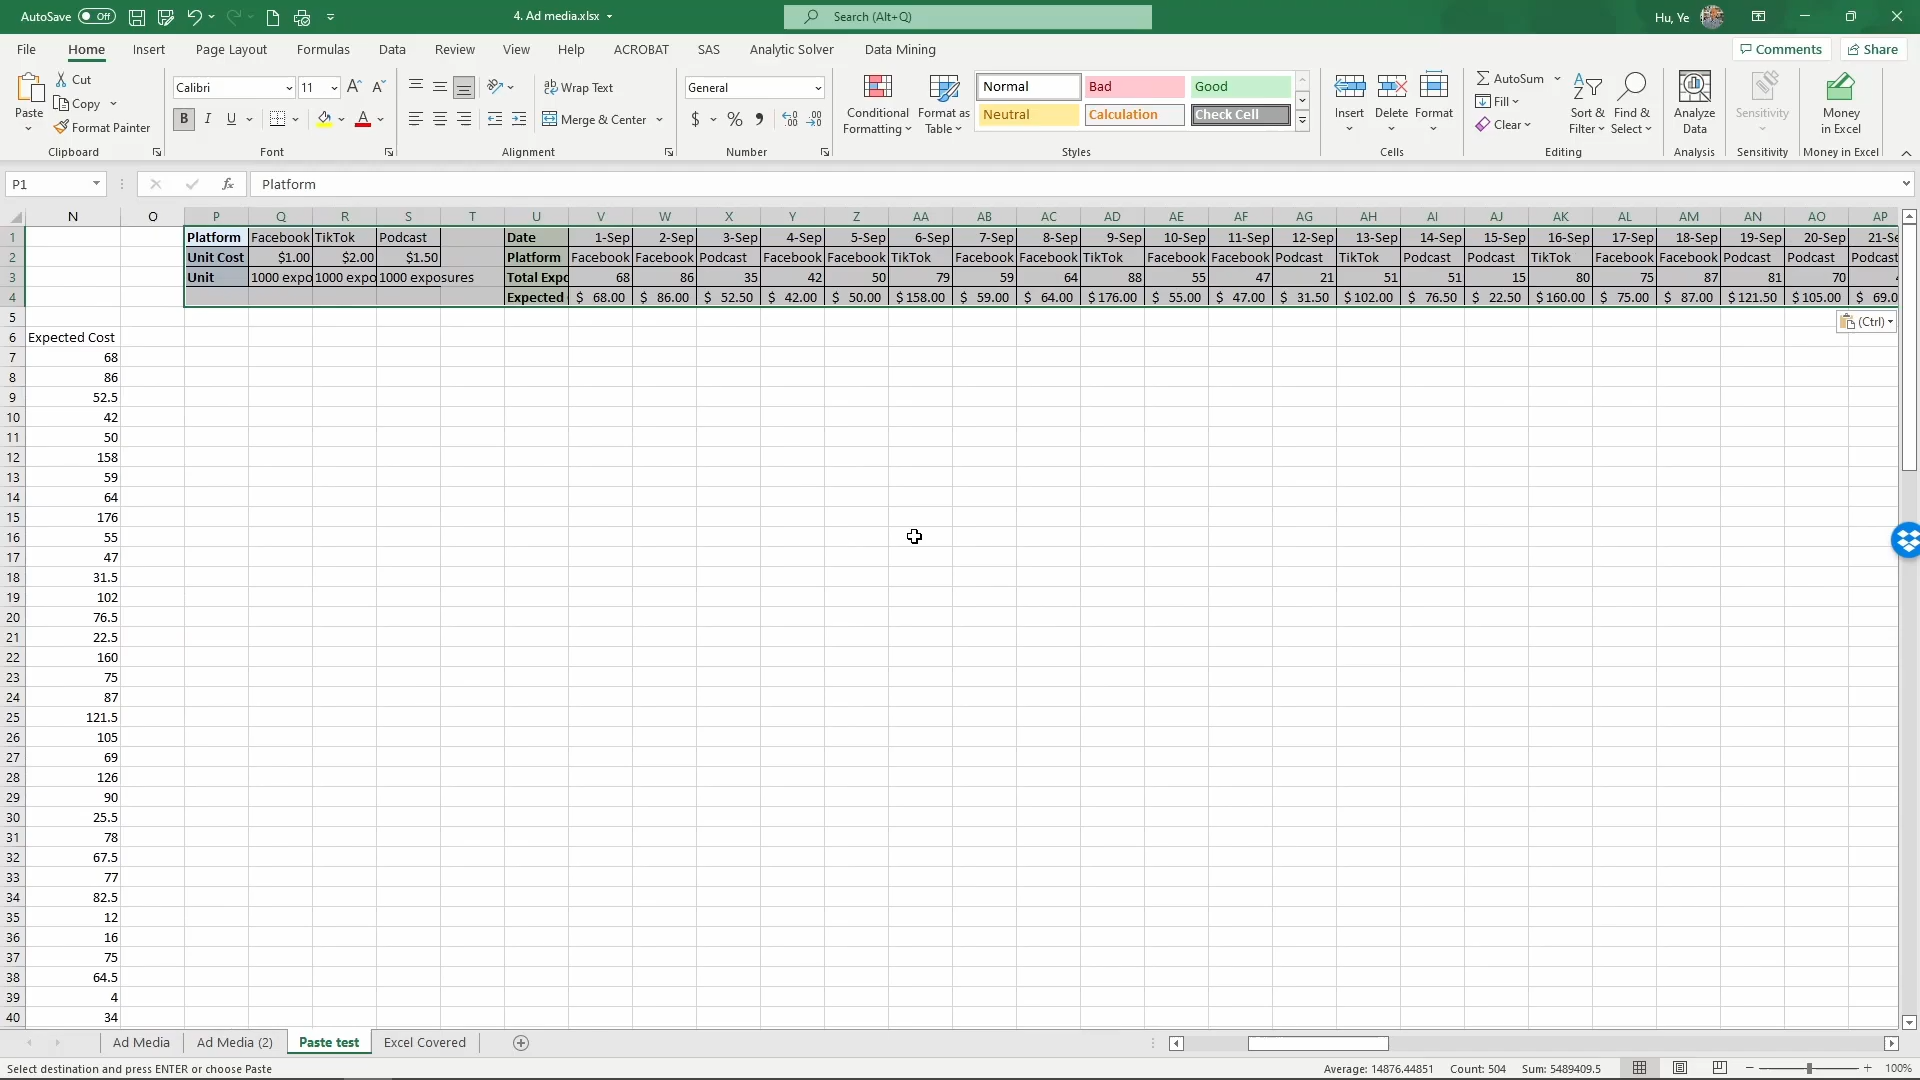 AutoSave Off 4. Ad media.xlsx Search (Alt+Q) Hu, Ye
File Home Insert Page Layout Formulas Data Review View Help ACROBAT SAS Analytic Solver Data Mining Comments Share
Paste Cut Copy Format Painter Clipboard
Calibri 11 B I U A Font
Wrap Text Merge & Center Alignment
General $ % Number
Conditional Formatting Format as Table
Normal Bad Good
Neutral Calculation Check Cell
Styles
Insert Delete Format Cells
AutoSum Fill Clear Sort & Filter Find & Select Editing
Analyze Data Analysis
Sensitivity Sensitivity
Money in Excel Money in Excel
P1 fx Platform
N O P Q R S T U V W X Y Z AA AB AC AD AE AF AG AH AI AJ AK AL AM AN AO AP
1 Platform Facebook TikTok Podcast Date 1-Sep 2-Sep 3-Sep 4-Sep 5-Sep 6-Sep 7-Sep 8-Sep 9-Sep 10-Sep 11-Sep 12-Sep 13-Sep 14-Sep 15-Sep 16-Sep 17-Sep 18-Sep 19-Sep 20-Sep 21-Se
2 Unit Cost $1.00 $2.00 $1.50 Platform Facebook Facebook Podcast Facebook Facebook TikTok Facebook Facebook TikTok Facebook Facebook Podcast TikTok Podcast Podcast TikTok Facebook Facebook Podcast Podcast Podcast
3 Unit 1000 expo 1000 expo 1000 exposures Total Expo 68 86 35 42 50 79 59 64 88 55 47 21 51 51 15 80 75 87 81 70
4 Expected $ 68.00 $ 86.00 $ 52.50 $ 42.00 $ 50.00 $158.00 $ 59.00 $ 64.00 $176.00 $ 55.00 $ 47.00 $ 31.50 $102.00 $ 76.50 $ 22.50 $160.00 $ 75.00 $ 87.00 $121.50 $105.00 $ 69.0
5 (Ctrl)
6 Expected Cost
7 68
8 86
9 52.5
10 42
11 50
12 158
13 59
14 64
15 176
16 55
17 47
18 31.5
19 102
20 76.5
21 22.5
22 160
23 75
24 87
25 121.5
26 105
27 69
28 126
29 90
30 25.5
31 78
32 67.5
33 77
34 82.5
35 12
36 16
37 75
38 64.5
39 4
40 34
Ad Media Ad Media (2) Paste test Excel Covered
Select destination and press ENTER or choose Paste Average: 14876.44851 Count: 504 Sum: 5489409.5 100%